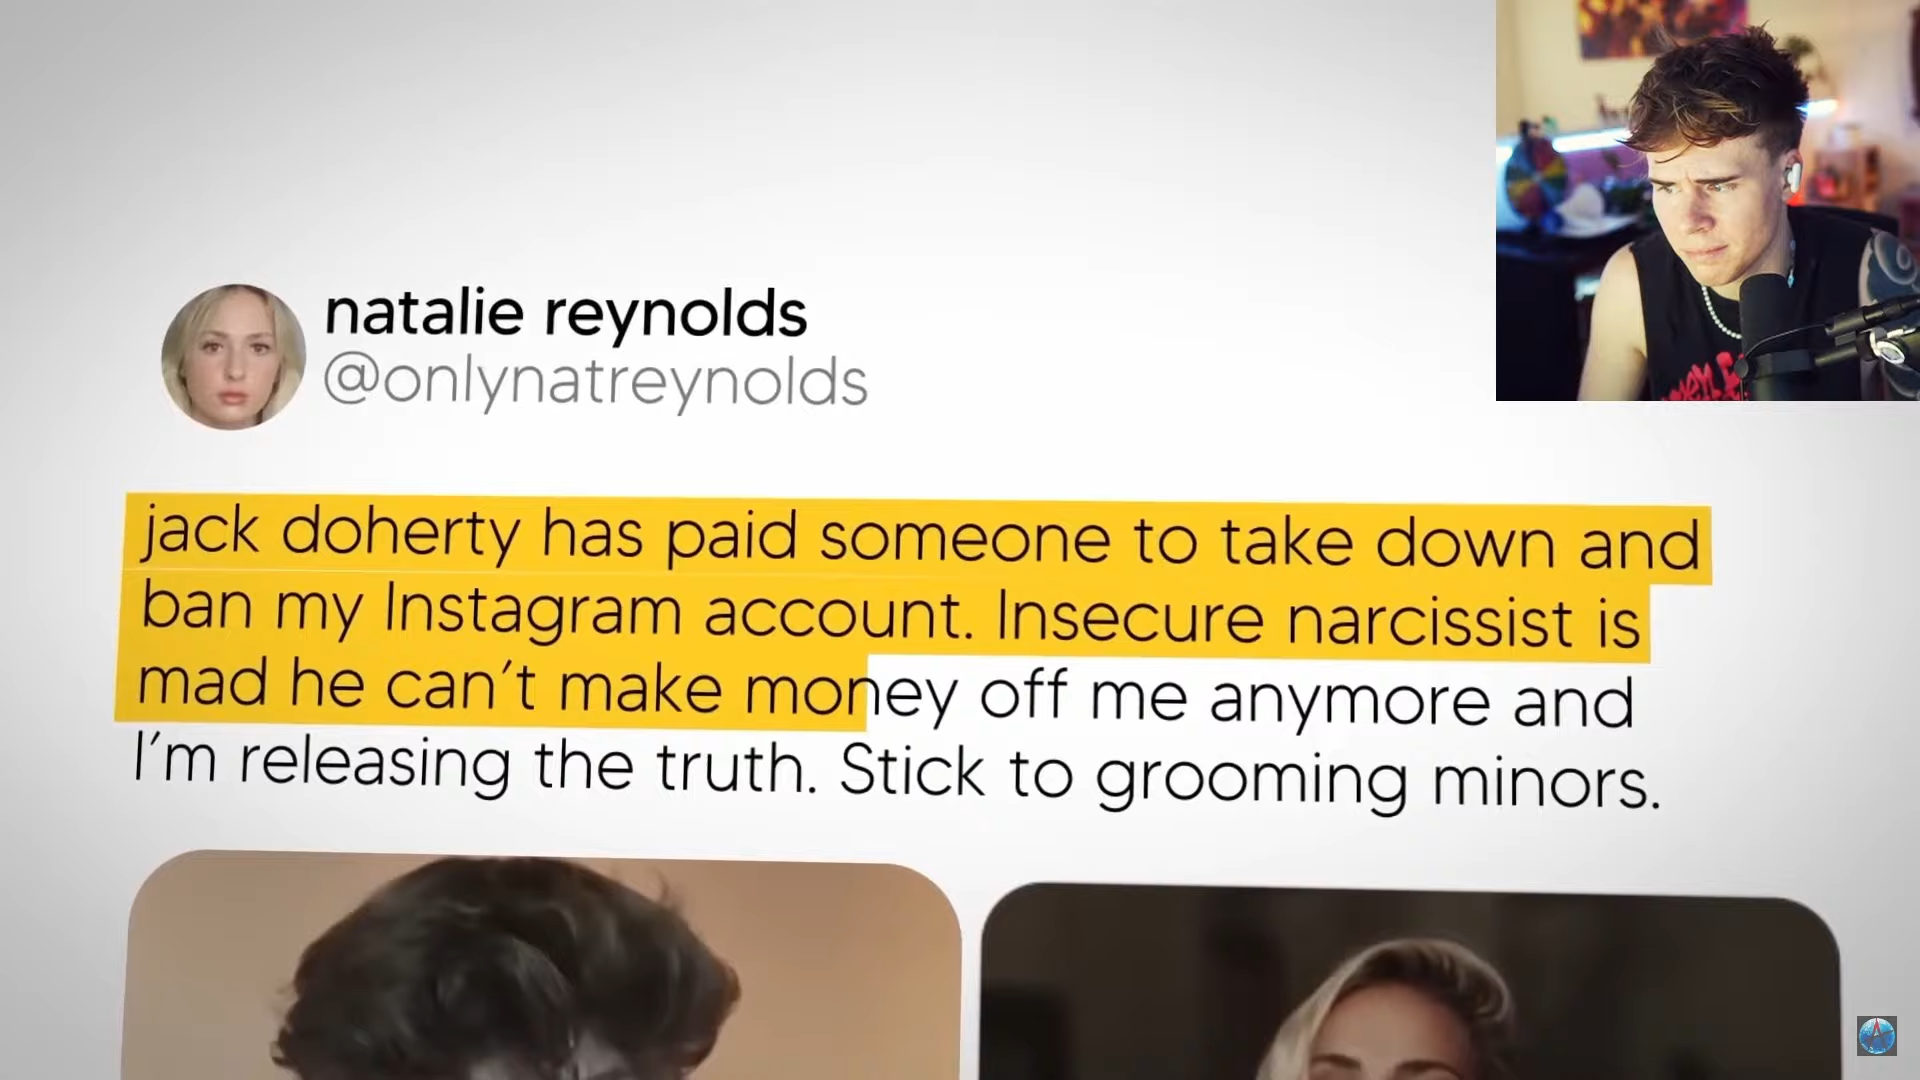 natalie reynolds
@onlynatreynolds
jack doherty has paid someone to take down and
ban my Instagram account. Insecure narcissist is
mad he can't make money off me anymore and
I'm releasing the truth. Stick to grooming minors.